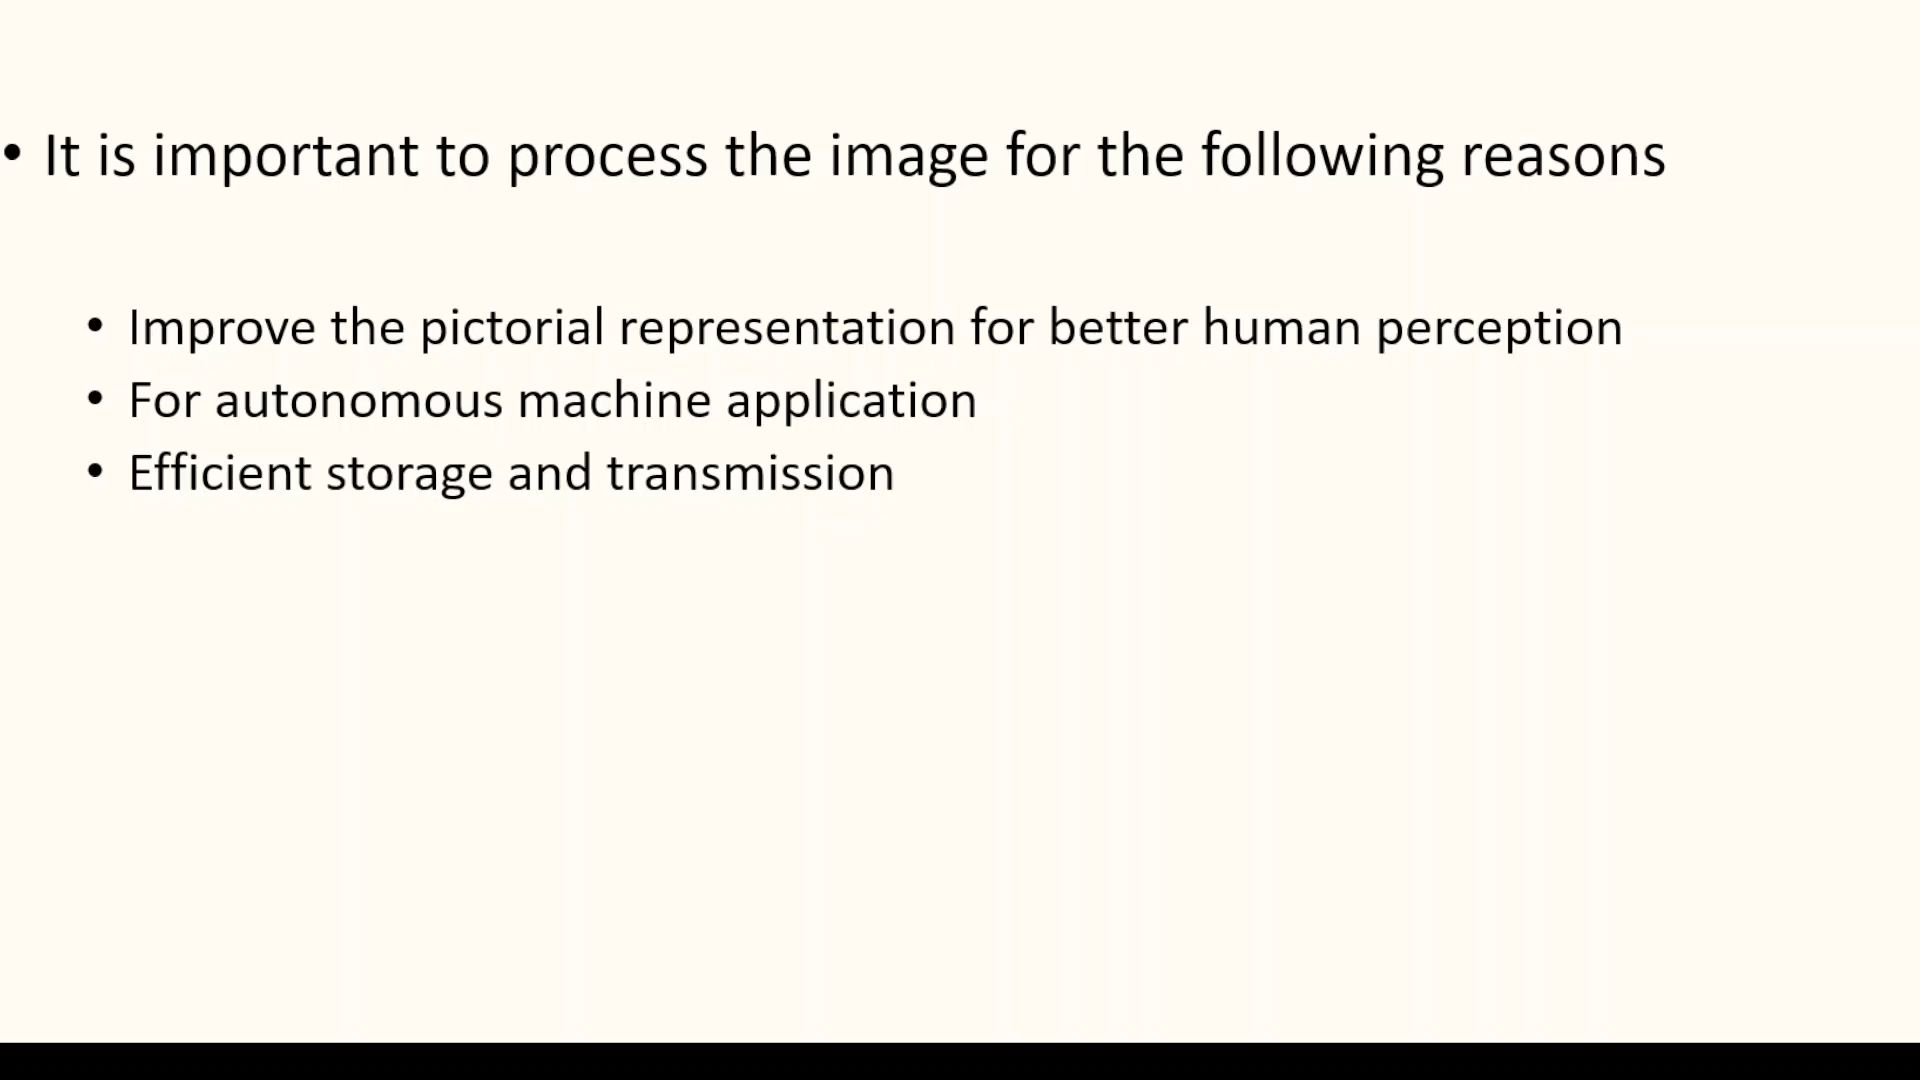 • It is important to process the image for the following reasons
• Improve the pictorial representation for better human perception
• For autonomous machine application
• Efficient storage and transmission